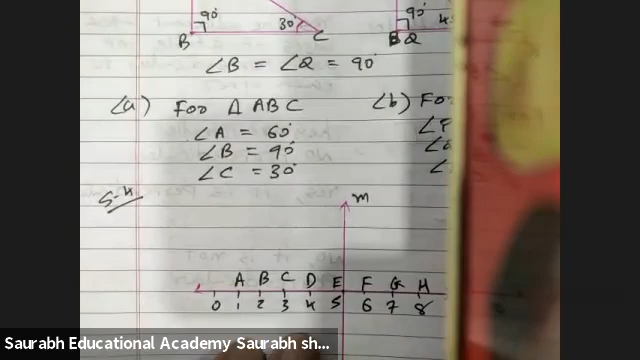 90° 30° 90°
B C B Q
∠B = ∠Q = 90°
∠(a) For △ ABC ∠(b) Fo
∠A = 60°
∠B = 90°
∠C = 30°
S-4
m
A B C D E F G H
0 1 2 3 4 5 6 7 8
Saurabh Educational Academy Saurabh sh...